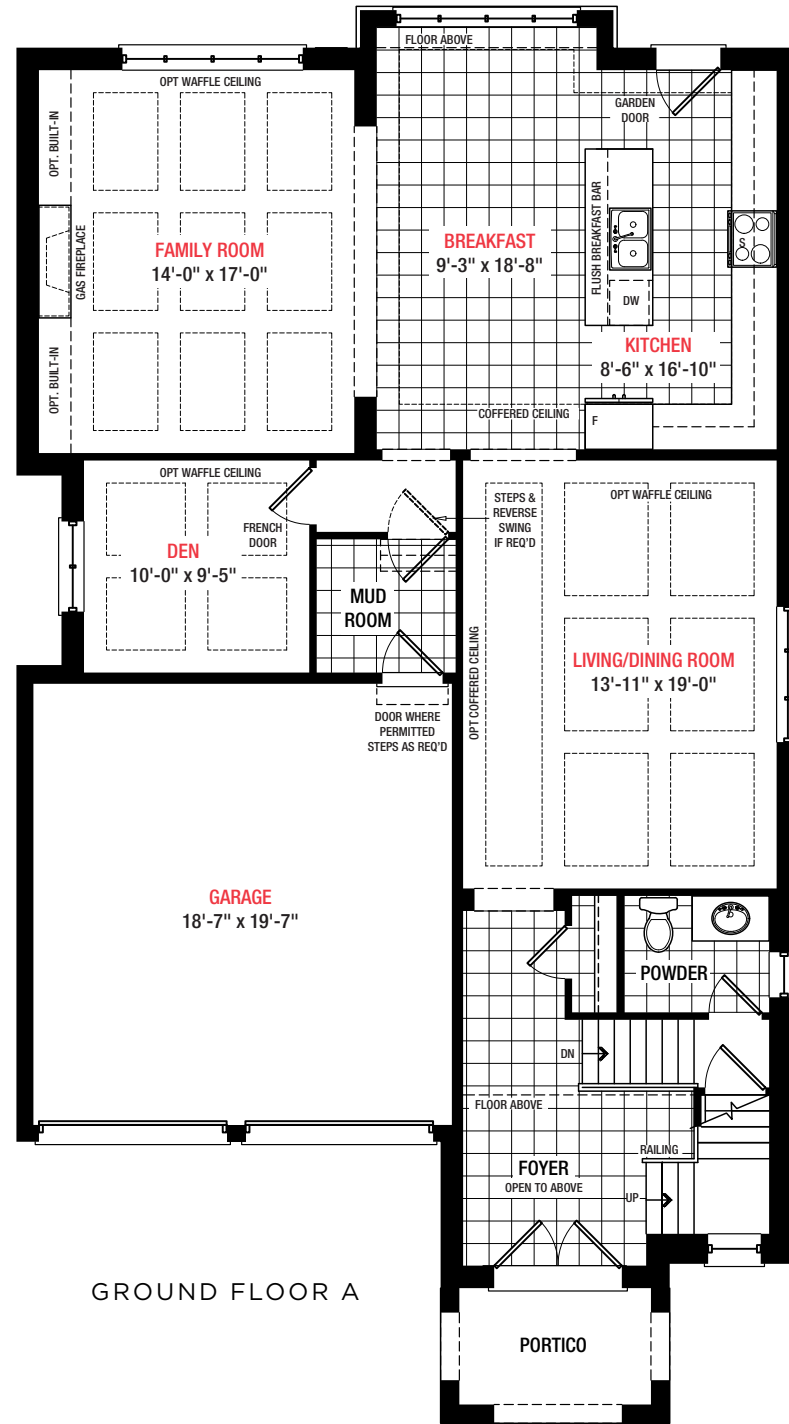 FLOOR ABOVE
OPT WAFFLE CEILING
OPT. BUILT-IN
GAS FIREPLACE
OPT. BUILT-IN
FAMILY ROOM
14'-0" x 17'-0"
BREAKFAST
9'-3" x 18'-8"
GARDEN
DOOR
FLUSH BREAKFAST BAR
DW
S
KITCHEN
8'-6" x 16'-10"
COFFERED CEILING
F
OPT WAFFLE CEILING
FRENCH
DOOR
DEN
10'-0" x 9'-5"
STEPS &
REVERSE
SWING
IF REQ'D
MUD
ROOM
OPT WAFFLE CEILING
OPT COFFERED CEILING
LIVING/DINING ROOM
13'-11" x 19'-0"
DOOR WHERE
PERMITTED
STEPS AS REQ'D
GARAGE
18'-7" x 19'-7"
POWDER
DN
FLOOR ABOVE
RAILING
FOYER
OPEN TO ABOVE
UP
GROUND FLOOR A
PORTICO